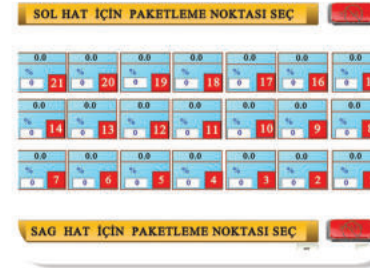 SOL HAT İÇİN PAKETLEME NOKTASI SEÇ
0.0 0.0 0.0 0.0 0.0 0.0 0.0
% % % % % % %
0 21 0 20 0 19 0 18 0 17 0 16 0
0.0 0.0 0.0 0.0 0.0 0.0 0.0
% % % % % % %
0 14 0 13 0 12 0 11 0 10 0 9 0
0.0 0.0 0.0 0.0 0.0 0.0 0.0
% % % % % % %
0 7 0 6 0 5 0 4 0 3 0 2 0
SAG HAT İÇİN PAKETLEME NOKTASI SEÇ